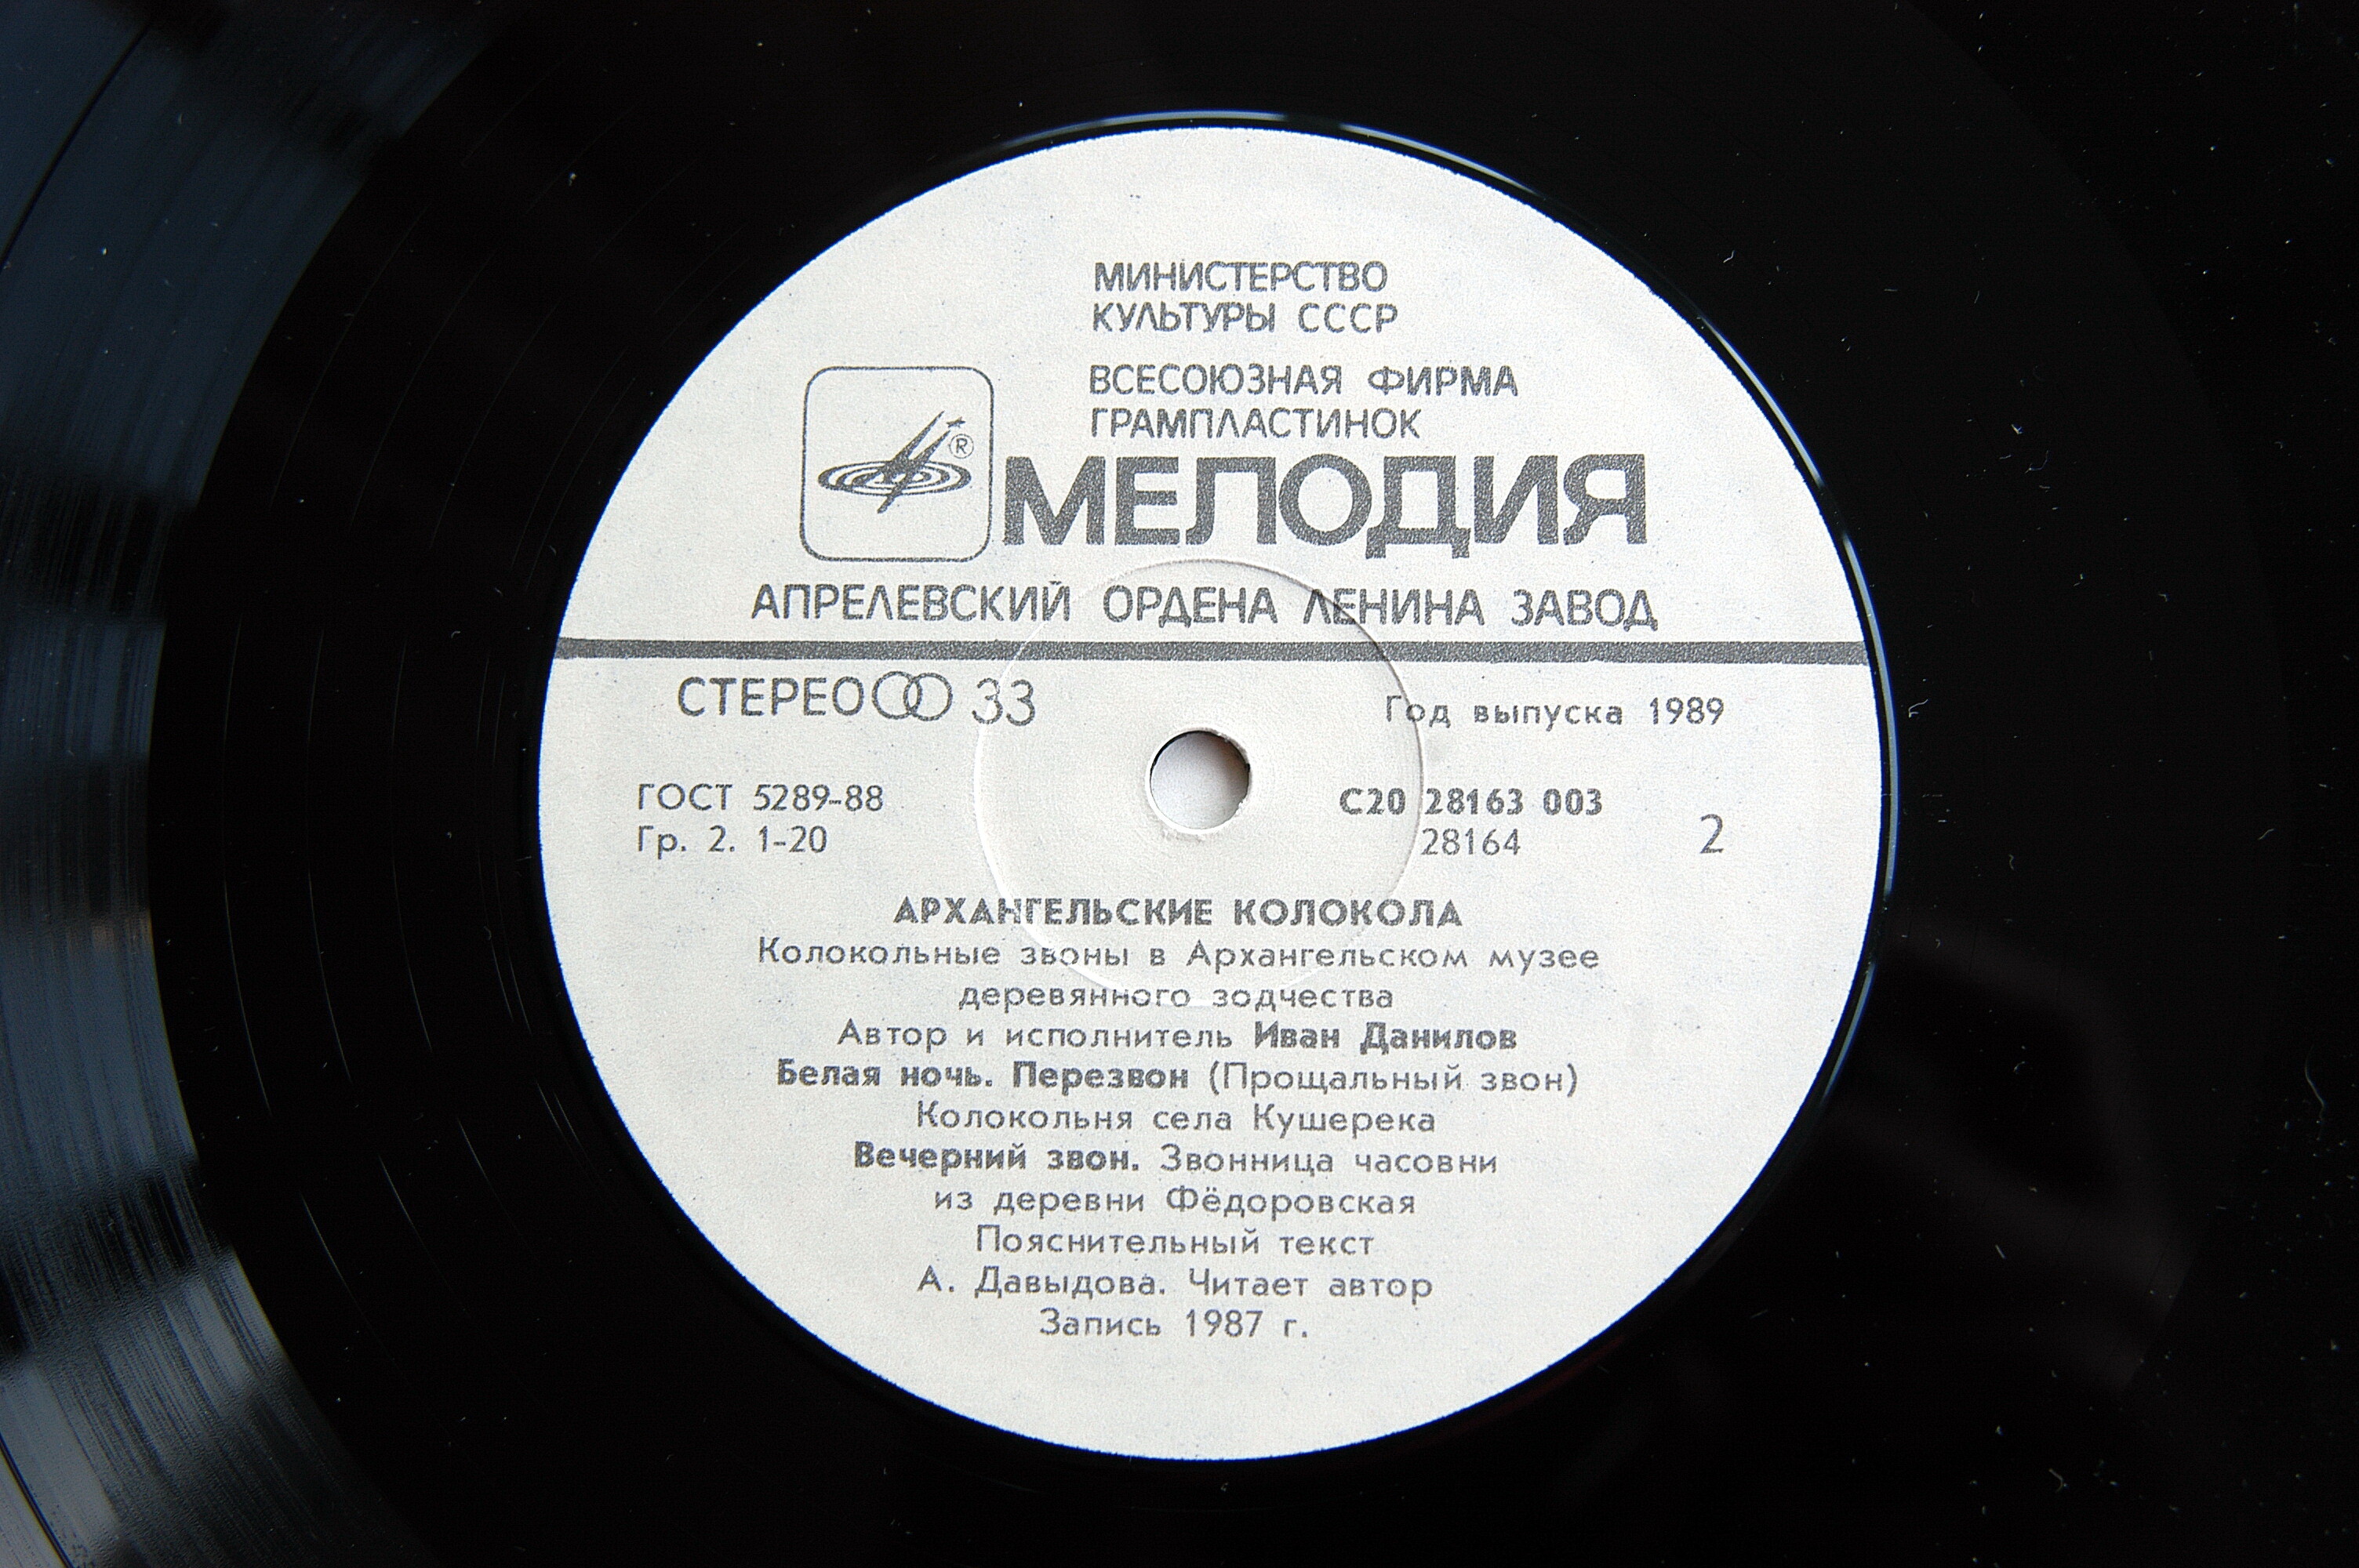 МИНИСТЕРСТВО
КУЛЬТУРЫ СССР
ВСЕСОЮЗНАЯ ФИРМА
ГРАМПЛАСТИНОК
®
МЕЛОДИЯ
АПРЕЛЕВСКИЙ ОРДЕНА ЛЕНИНА ЗАВОД
СТЕРЕО 33
Год выпуска 1989
ГОСТ 5289-88
Гр. 2. 1-20
С20 28163 003
28164
2
АРХАНГЕЛЬСКИЕ КОЛОКОЛА
Колокольные звоны в Архангельском музее
деревянного зодчества
Автор и исполнитель Иван Данилов
Белая ночь. Перезвон (Прощальный звон)
Колокольня села Кушерека
Вечерний звон. Звонница часовни
из деревни Фёдоровская
Пояснительный текст
А. Давыдова. Читает автор
Запись 1987 г.